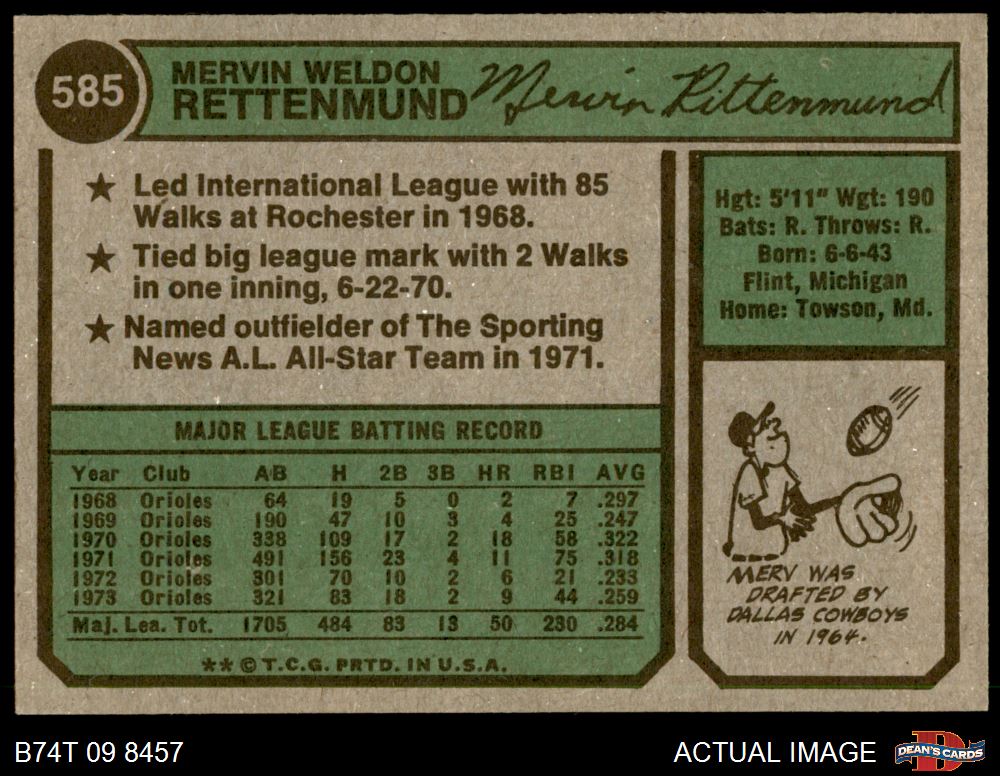 585
MERVIN WELDON
RETTENMUND
Mervin Rettenmund
★ Led International League with 85
Walks at Rochester in 1968.
★ Tied big league mark with 2 Walks
in one inning, 6-22-70.
★ Named outfielder of The Sporting
News A.L. All-Star Team in 1971.
Hgt: 5'11" Wgt: 190
Bats: R. Throws: R.
Born: 6-6-43
Flint, Michigan
Home: Towson, Md.
MAJOR LEAGUE BATTING RECORD
Year Club AB H 2B 3B HR RBI AVG
1968 Orioles 64 19 5 0 2 7 .297
1969 Orioles 190 47 10 3 4 25 .247
1970 Orioles 338 109 17 2 18 58 .322
1971 Orioles 491 156 23 4 11 75 .318
1972 Orioles 301 70 10 2 6 21 .233
1973 Orioles 321 83 18 2 9 44 .259
Maj. Lea. Tot. 1705 484 83 13 50 230 .284
** © T.C.G. PRTD. IN U.S.A.
MERV WAS
DRAFTED BY
DALLAS COWBOYS
IN 1964.
B74T 09 8457
ACTUAL IMAGE
DEAN'S CARDS